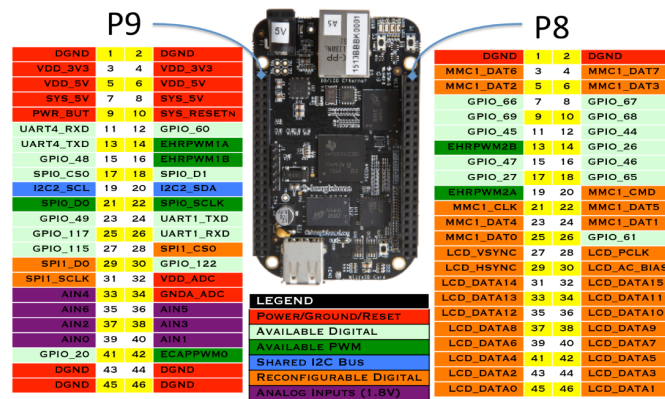 P9
P8
DGND 1 2 DGND
VDD_3V3 3 4 VDD_3V3
VDD_5V 5 6 VDD_5V
SYS_5V 7 8 SYS_5V
PWR_BUT 9 10 SYS_RESETN
UART4_RXD 11 12 GPIO_60
UART4_TXD 13 14 EHRPWM1A
GPIO_48 15 16 EHRPWM1B
SPI0_CS0 17 18 SPI0_D1
I2C2_SCL 19 20 I2C2_SDA
SPI0_D0 21 22 SPI0_SCLK
GPIO_49 23 24 UART1_TXD
GPIO_117 25 26 UART1_RXD
GPIO_115 27 28 SPI1_CS0
SPI1_D0 29 30 GPIO_122
SPI1_SCLK 31 32 VDD_ADC
AIN4 33 34 GNDA_ADC
AIN6 35 36 AIN5
AIN2 37 38 AIN3
AIN0 39 40 AIN1
GPIO_20 41 42 ECAPPWM0
DGND 43 44 DGND
DGND 45 46 DGND
5V
A5
1513BBBK0001
10/100 Ethernet
LEGEND
POWER/GROUND/RESET
AVAILABLE DIGITAL
AVAILABLE PWM
SHARED I2C BUS
RECONFIGURABLE DIGITAL
ANALOG INPUTS (1.8V)
DGND 1 2 DGND
MMC1_DAT6 3 4 MMC1_DAT7
MMC1_DAT2 5 6 MMC1_DAT3
GPIO_66 7 8 GPIO_67
GPIO_69 9 10 GPIO_68
GPIO_45 11 12 GPIO_44
EHRPWM2B 13 14 GPIO_26
GPIO_47 15 16 GPIO_46
GPIO_27 17 18 GPIO_65
EHRPWM2A 19 20 MMC1_CMD
MMC1_CLK 21 22 MMC1_DAT5
MMC1_DAT4 23 24 MMC1_DAT1
MMC1_DAT0 25 26 GPIO_61
LCD_VSYNC 27 28 LCD_PCLK
LCD_HSYNC 29 30 LCD_AC_BIAS
LCD_DATA14 31 32 LCD_DATA15
LCD_DATA13 33 34 LCD_DATA11
LCD_DATA12 35 36 LCD_DATA10
LCD_DATA8 37 38 LCD_DATA9
LCD_DATA6 39 40 LCD_DATA7
LCD_DATA4 41 42 LCD_DATA5
LCD_DATA2 43 44 LCD_DATA3
LCD_DATA0 45 46 LCD_DATA1